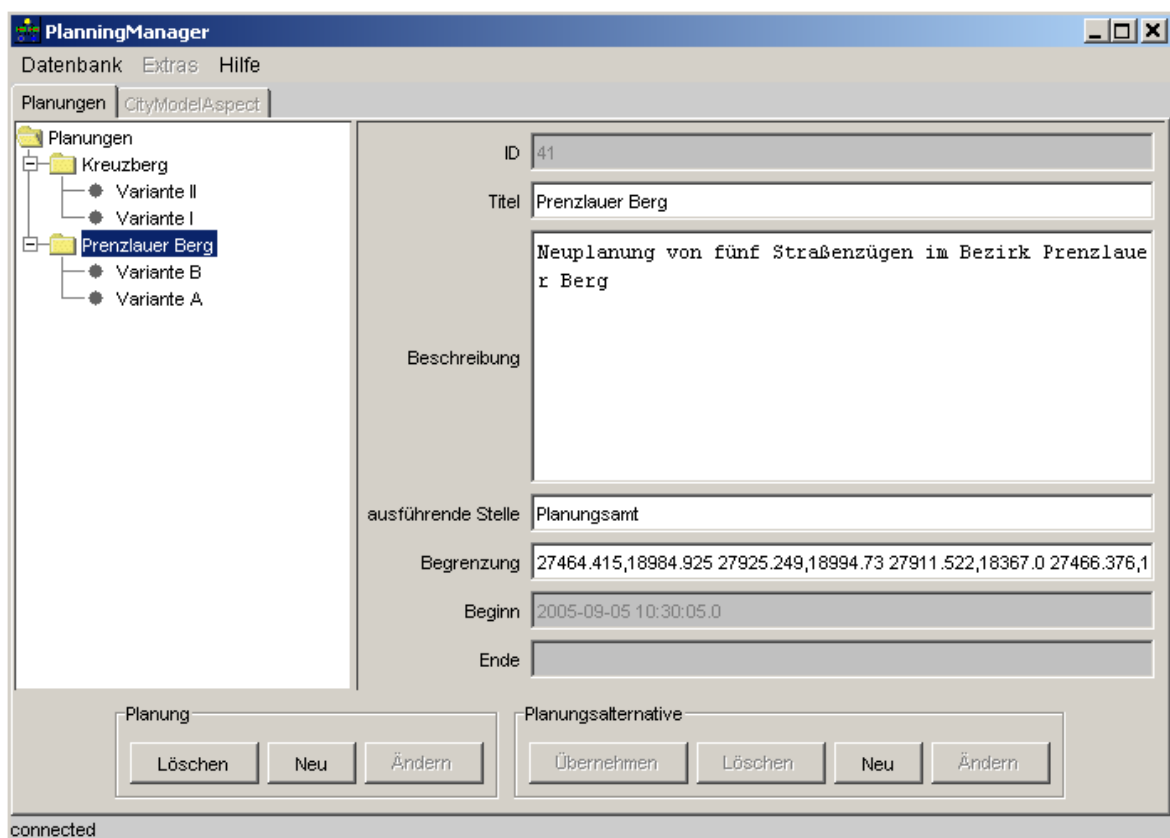 PlanningManager
Datenbank Extras Hilfe
Planungen CityModelAspect
Planungen
Kreuzberg
Variante II
Variante I
Prenzlauer Berg
Variante B
Variante A
ID 41
Titel Prenzlauer Berg
Beschreibung
Neuplanung von fünf Straßenzügen im Bezirk Prenzlaue
r Berg
ausführende Stelle Planungsamt
Begrenzung 27464.415,18984.925 27925.249,18994.73 27911.522,18367.0 27466.376,1
Beginn 2005-09-05 10:30:05.0
Ende
Planung
Löschen Neu Ändern
Planungsalternative
Übernehmen Löschen Neu Ändern
connected